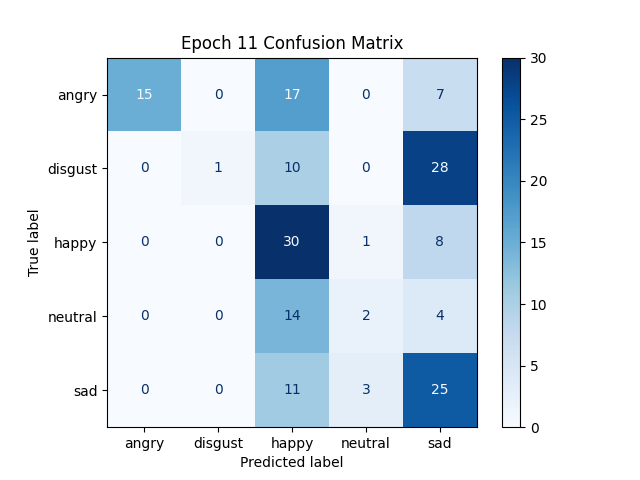 Epoch 11 Confusion Matrix
True label
angry 15 0 17 0 7
disgust 0 1 10 0 28
happy 0 0 30 1 8
neutral 0 0 14 2 4
sad 0 0 11 3 25
angry disgust happy neutral sad
Predicted label
30
25
20
15
10
5
0